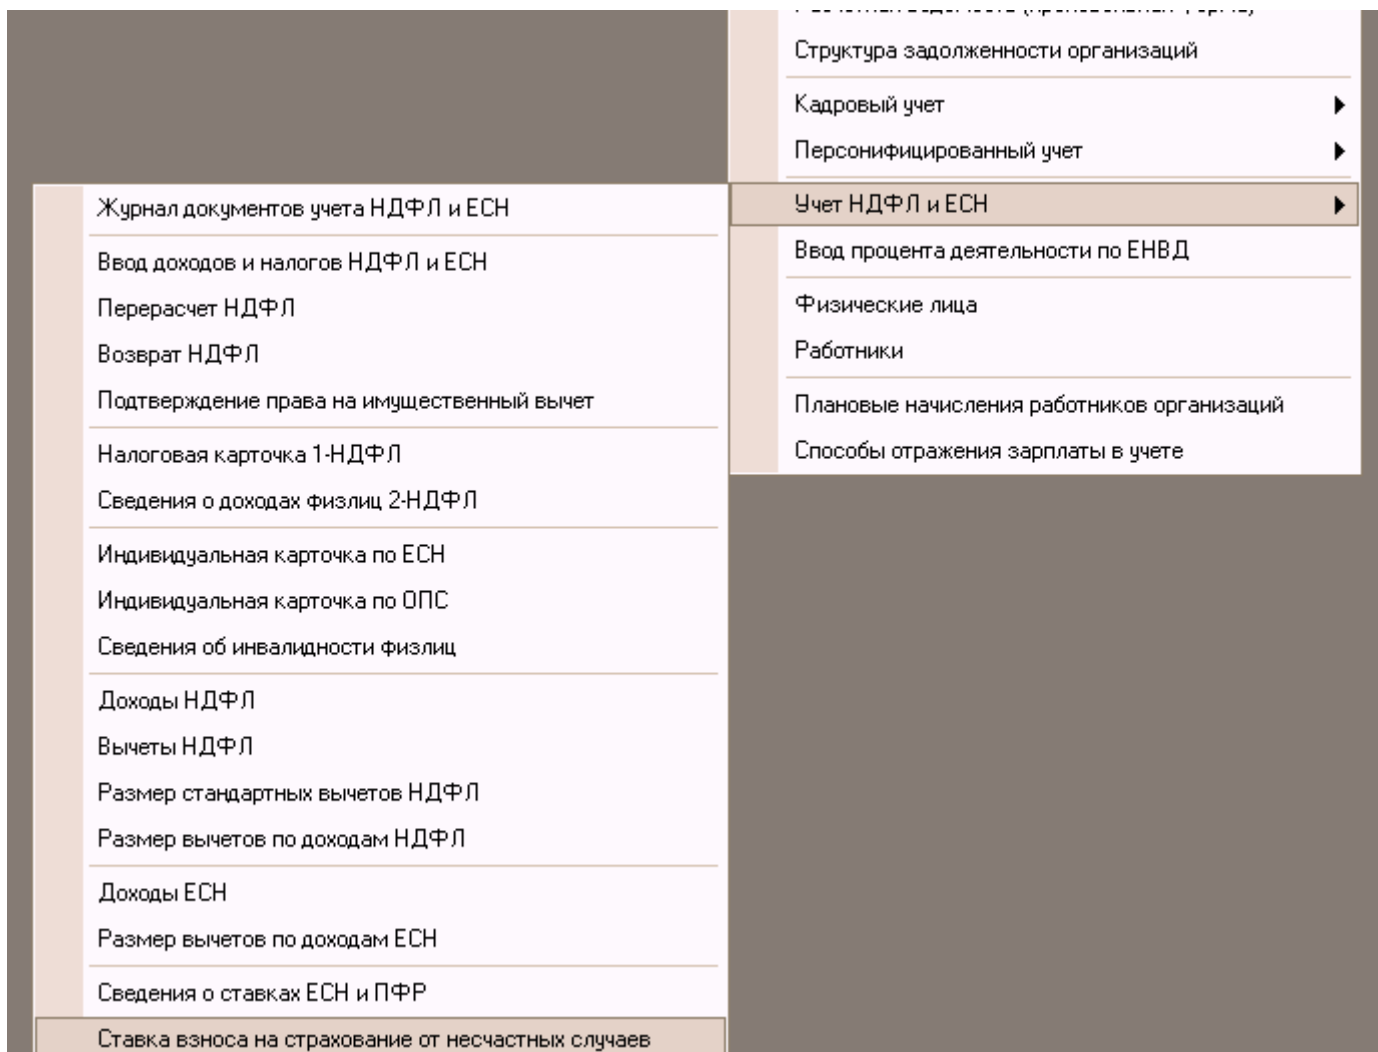 Структура задолженности организаций
Кадровый учет
Персонифицированный учет
Учет НДФЛ и ЕСН
Ввод процента деятельности по ЕНВД
Физические лица
Работники
Плановые начисления работников организаций
Способы отражения зарплаты в учете
Журнал документов учета НДФЛ и ЕСН
Ввод доходов и налогов НДФЛ и ЕСН
Перерасчет НДФЛ
Возврат НДФЛ
Подтверждение права на имущественный вычет
Налоговая карточка 1-НДФЛ
Сведения о доходах физлиц 2-НДФЛ
Индивидуальная карточка по ЕСН
Индивидуальная карточка по ОПС
Сведения об инвалидности физлиц
Доходы НДФЛ
Вычеты НДФЛ
Размер стандартных вычетов НДФЛ
Размер вычетов по доходам НДФЛ
Доходы ЕСН
Размер вычетов по доходам ЕСН
Сведения о ставках ЕСН и ПФР
Ставка взноса на страхование от несчастных случаев